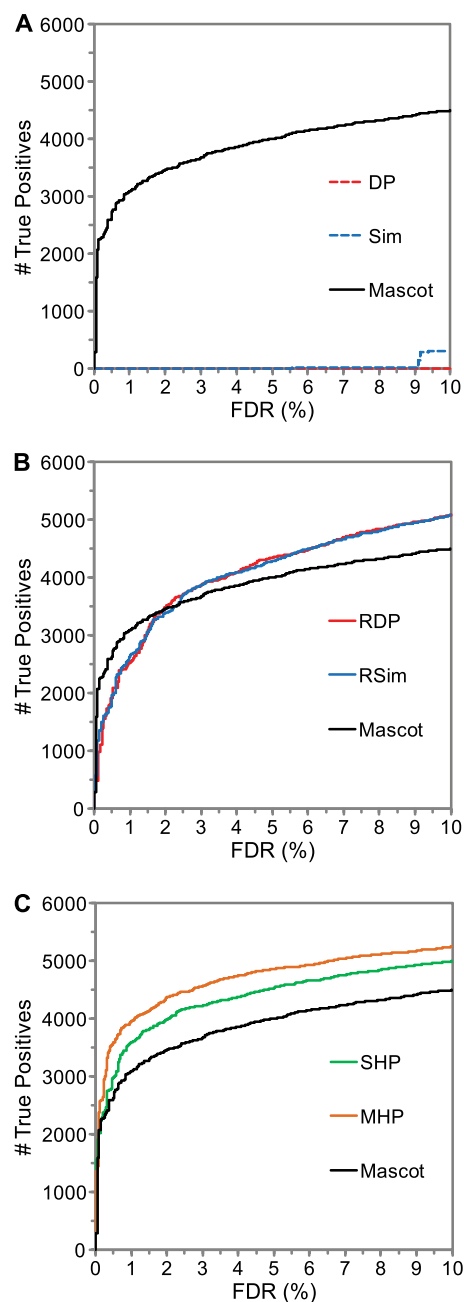 A
6000
5000
4000
3000
2000
1000
0
# True Positives
DP
Sim
Mascot
0 1 2 3 4 5 6 7 8 9 10
FDR (%)
B
6000
5000
4000
3000
2000
1000
0
# True Positives
RDP
RSim
Mascot
0 1 2 3 4 5 6 7 8 9 10
FDR (%)
C
6000
5000
4000
3000
2000
1000
0
# True Positives
SHP
MHP
Mascot
0 1 2 3 4 5 6 7 8 9 10
FDR (%)